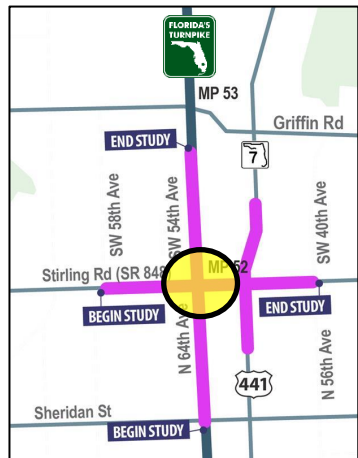 FLORIDA'S
TURNPIKE
MP 53
Griffin Rd
END STUDY
7
SW 58th Ave
SW 54th Ave
SW 40th Ave
Stirling Rd (SR 848)
MP 52
BEGIN STUDY
END STUDY
N 64th Ave
N 56th Ave
441
Sheridan St
BEGIN STUDY